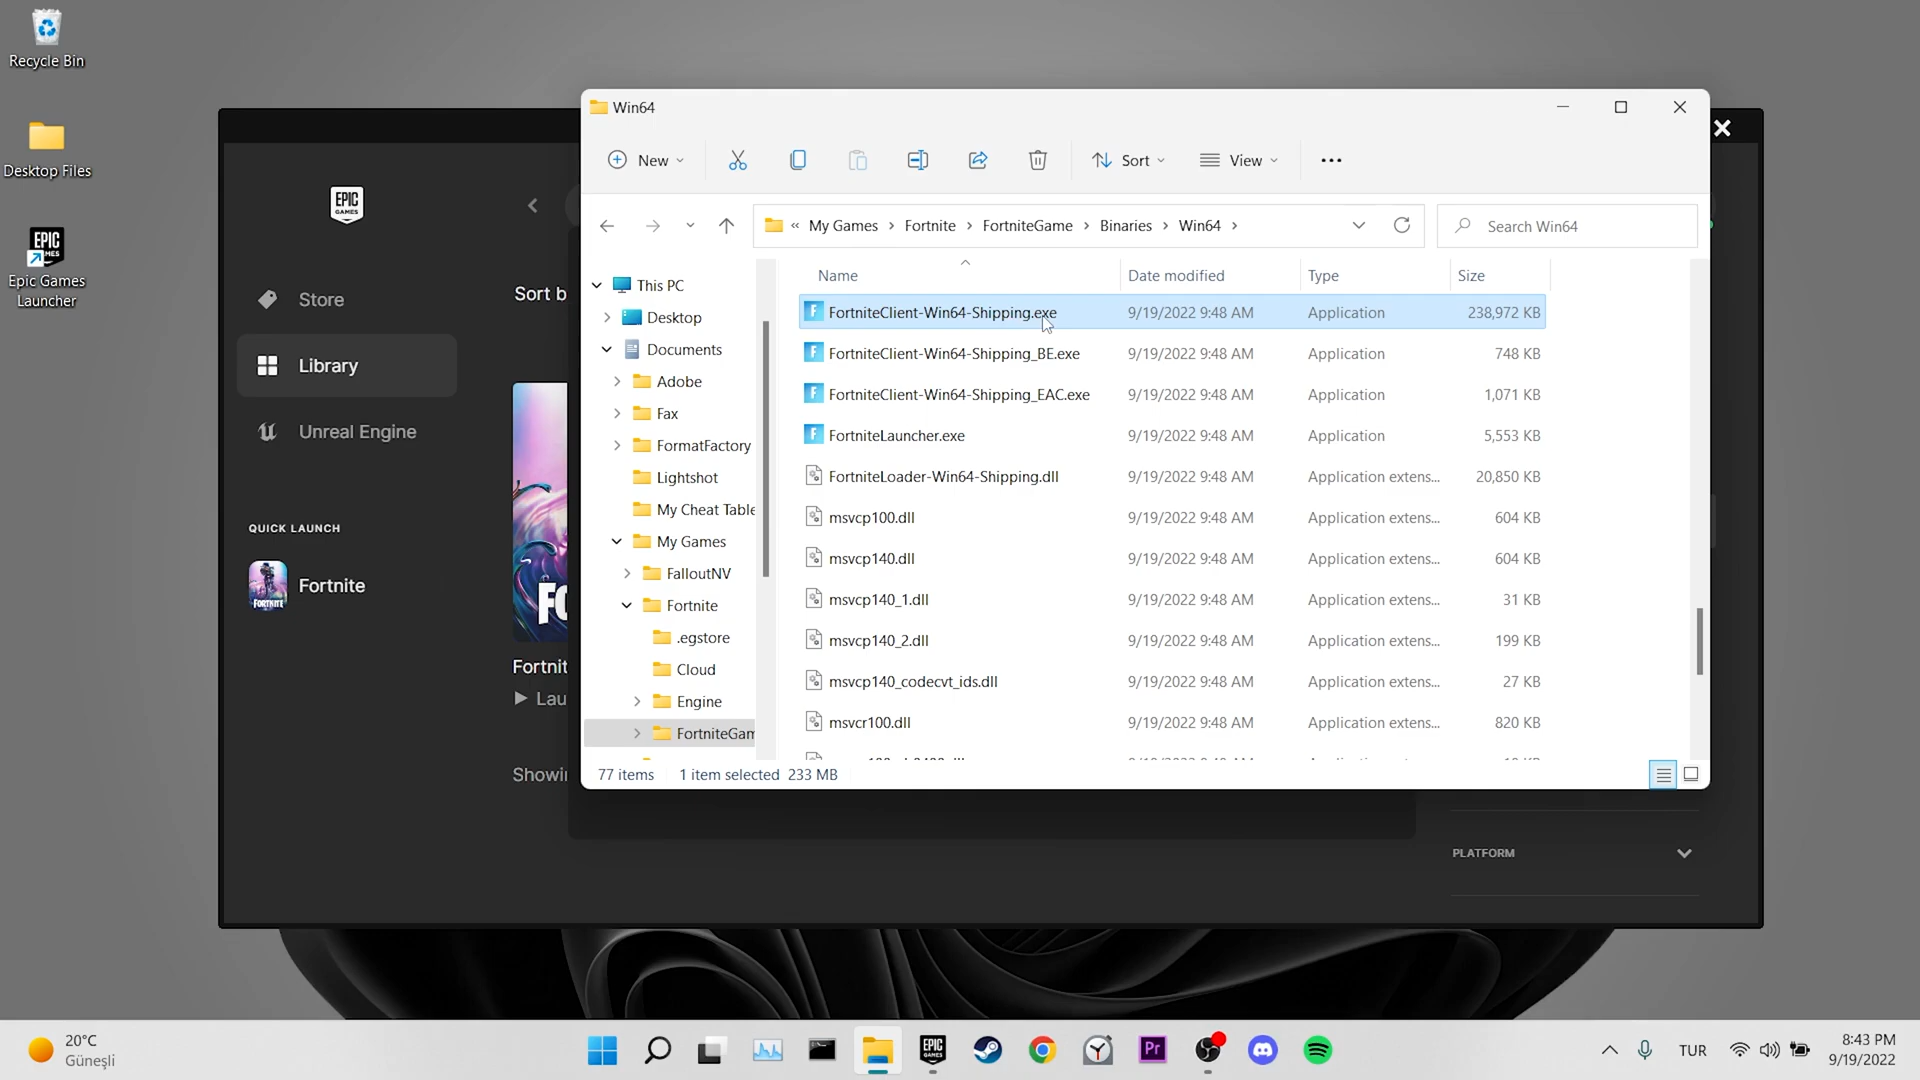 Recycle Bin
Desktop Files
EPIC GAMES
Epic Games
Launcher
EPIC GAMES
Store
Library
Unreal Engine
QUICK LAUNCH
FORTNITE
Fortnite
Sort b
FO
Fortnit
Lau
Showi
PLATFORM
Win64
New
Sort
View
« My Games > Fortnite > FortniteGame > Binaries > Win64 >
Search Win64
This PC
Desktop
Documents
Adobe
Fax
FormatFactory
Lightshot
My Cheat Table
My Games
FalloutNV
Fortnite
.egstore
Cloud
Engine
FortniteGam
Name Date modified Type Size
FortniteClient-Win64-Shipping.exe 9/19/2022 9:48 AM Application 238,972 KB
FortniteClient-Win64-Shipping_BE.exe 9/19/2022 9:48 AM Application 748 KB
FortniteClient-Win64-Shipping_EAC.exe 9/19/2022 9:48 AM Application 1,071 KB
FortniteLauncher.exe 9/19/2022 9:48 AM Application 5,553 KB
FortniteLoader-Win64-Shipping.dll 9/19/2022 9:48 AM Application extens... 20,850 KB
msvcp100.dll 9/19/2022 9:48 AM Application extens... 604 KB
msvcp140.dll 9/19/2022 9:48 AM Application extens... 604 KB
msvcp140_1.dll 9/19/2022 9:48 AM Application extens... 31 KB
msvcp140_2.dll 9/19/2022 9:48 AM Application extens... 199 KB
msvcp140_codecvt_ids.dll 9/19/2022 9:48 AM Application extens... 27 KB
msvcr100.dll 9/19/2022 9:48 AM Application extens... 820 KB
77 items 1 item selected 233 MB
20°C
Güneşli
EPIC GAMES
Pr
TUR
8:43 PM
9/19/2022